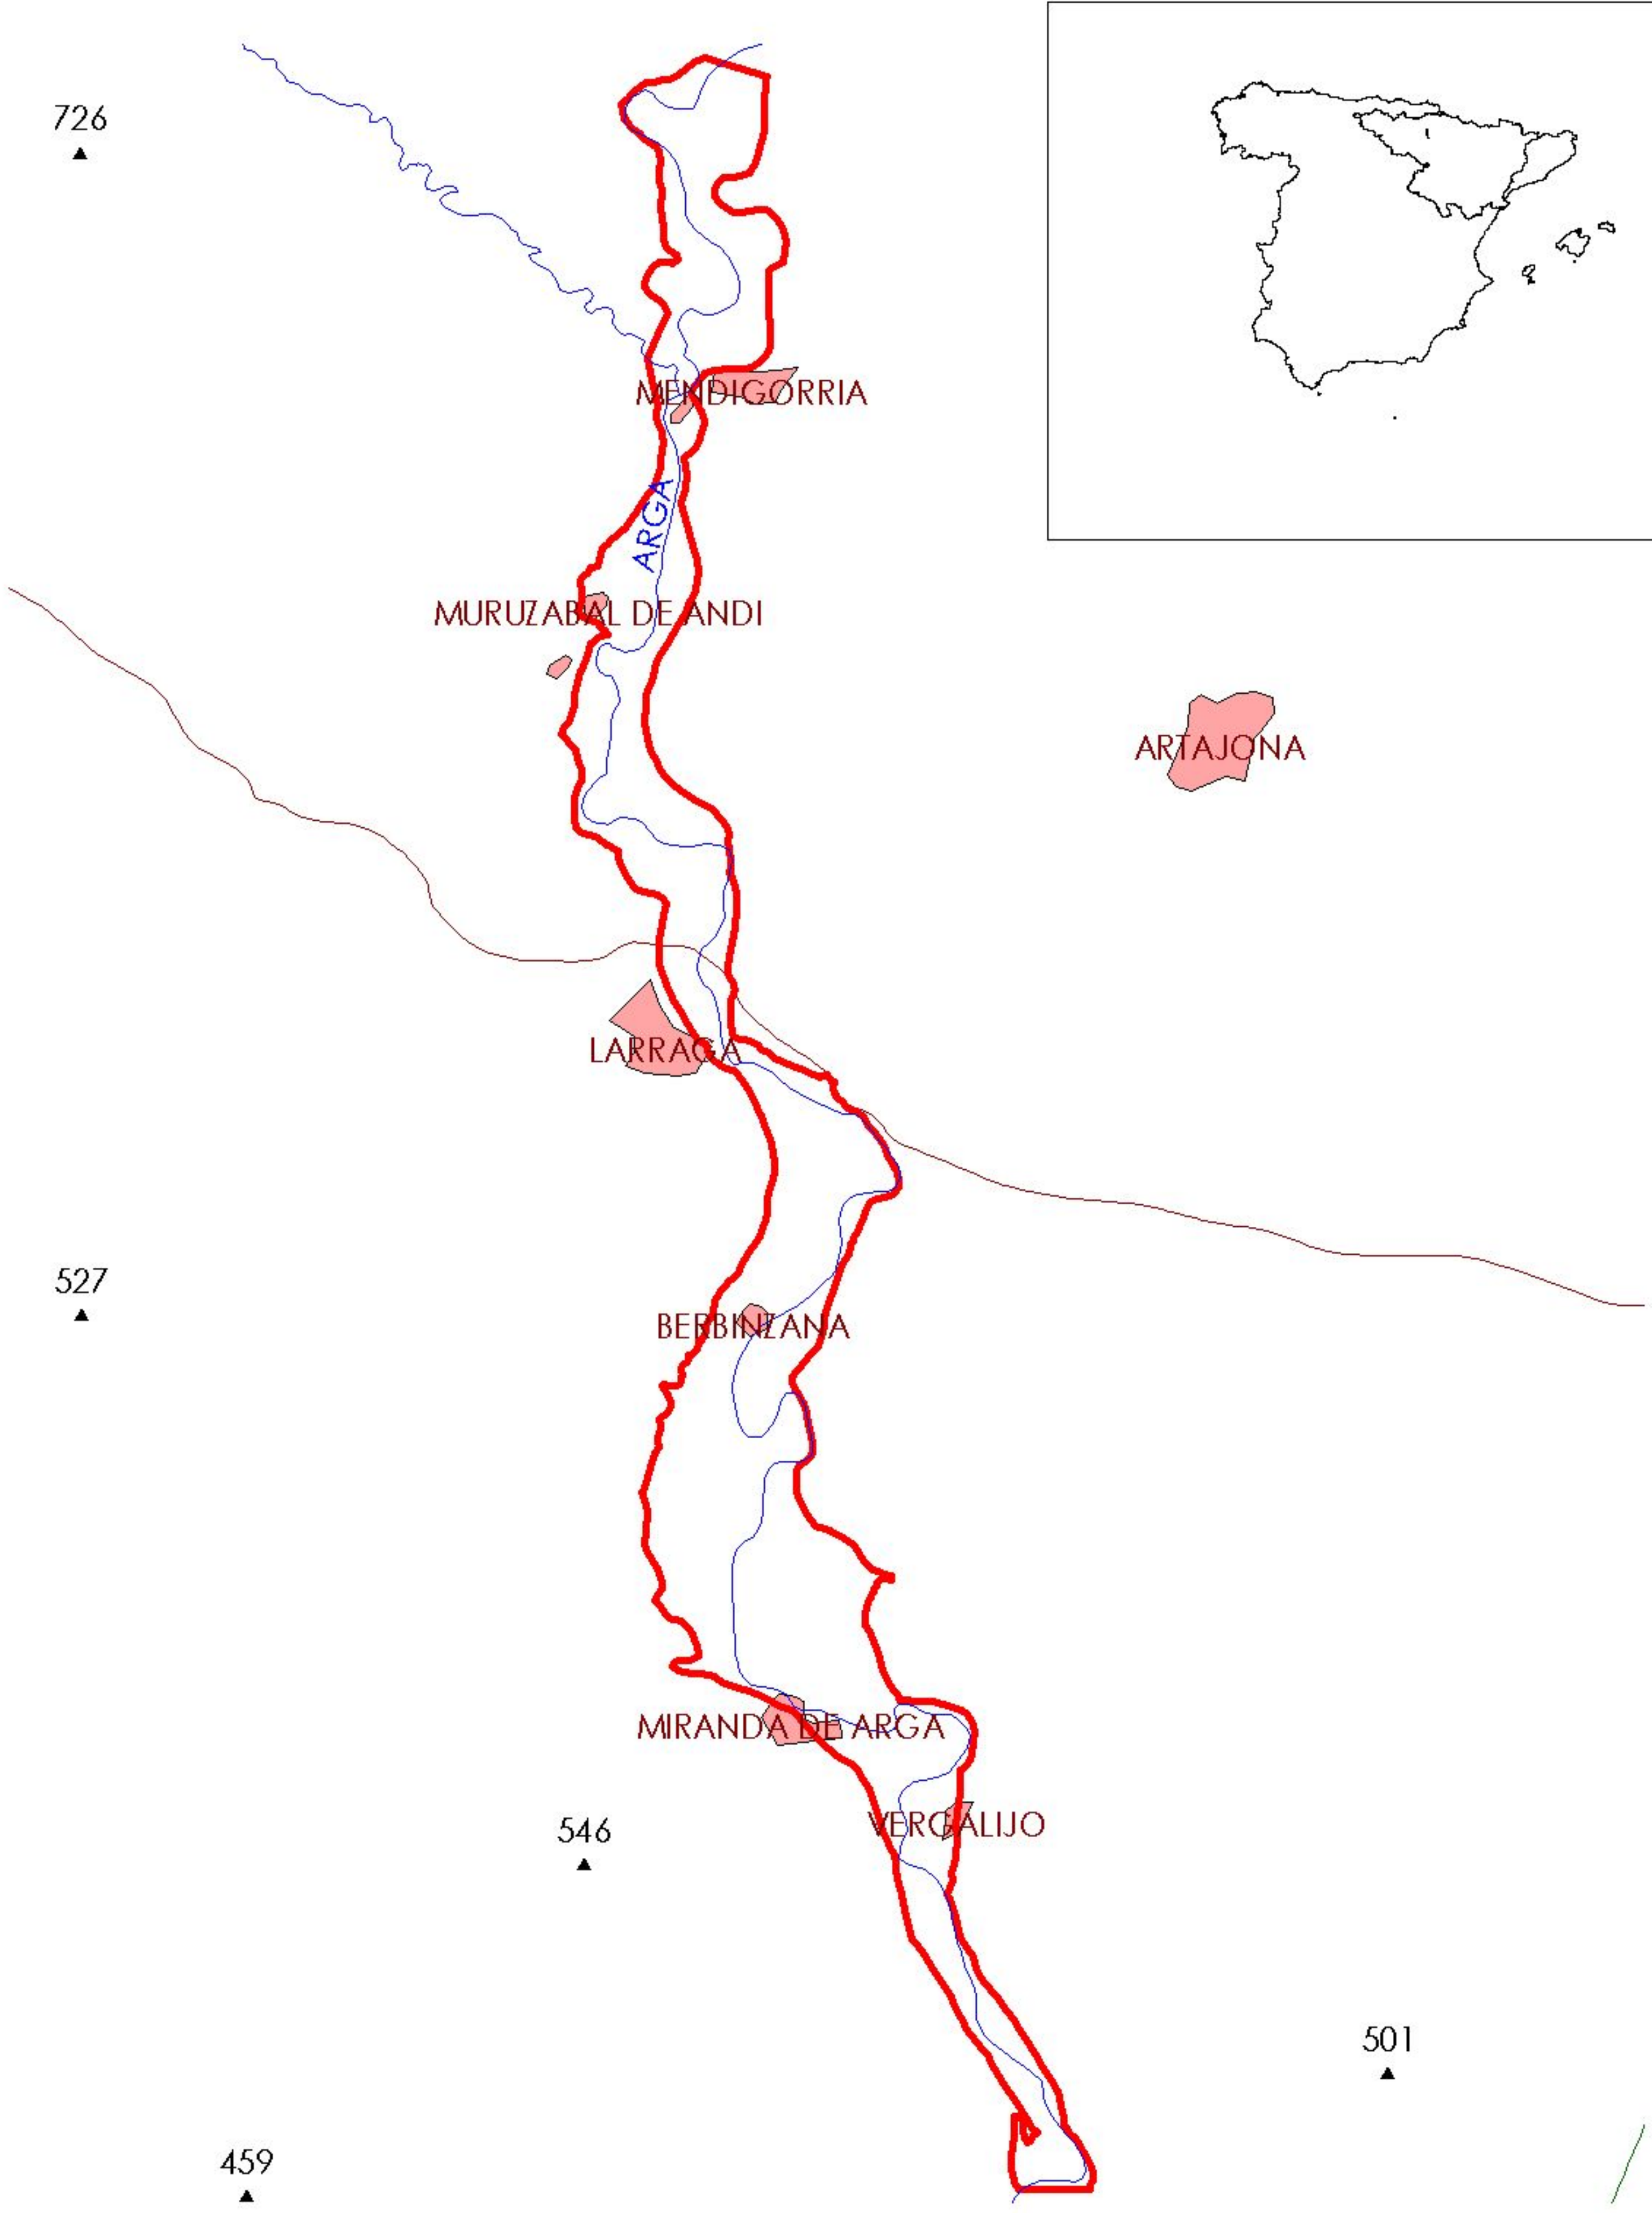 726
MENDIGORRIA
ARGA
MURUZABAL DE ANDI
ARTAJONA
LARRAGA
527
BERBINZANA
MIRANDA DE ARGA
VERGALIJO
546
501
459